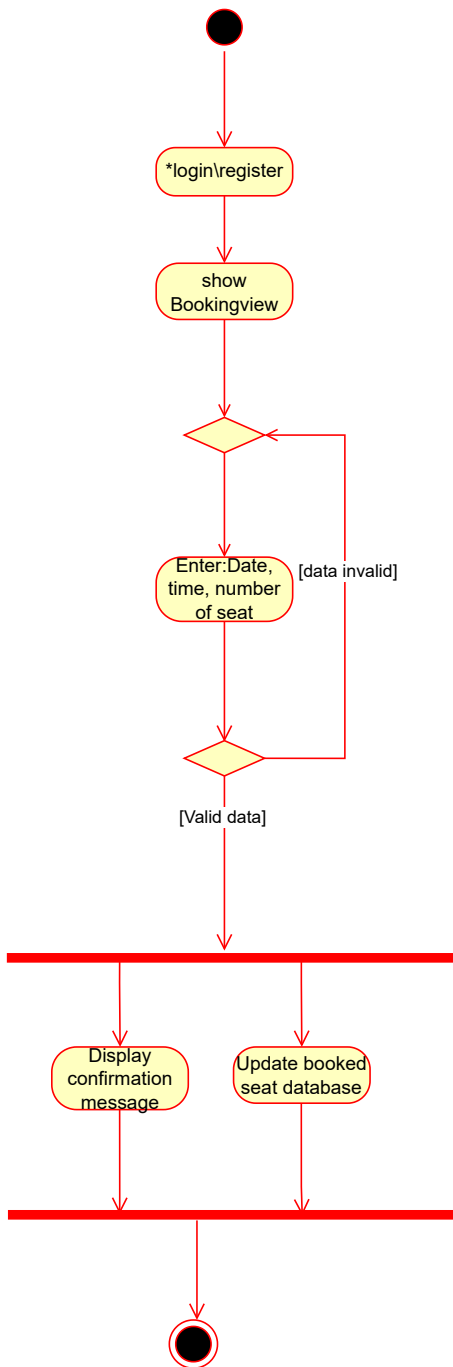 *login\register
show
Bookingview
Enter:Date,
time, number
of seat
[data invalid]
[Valid data]
Display
confirmation
message
Update booked
seat database